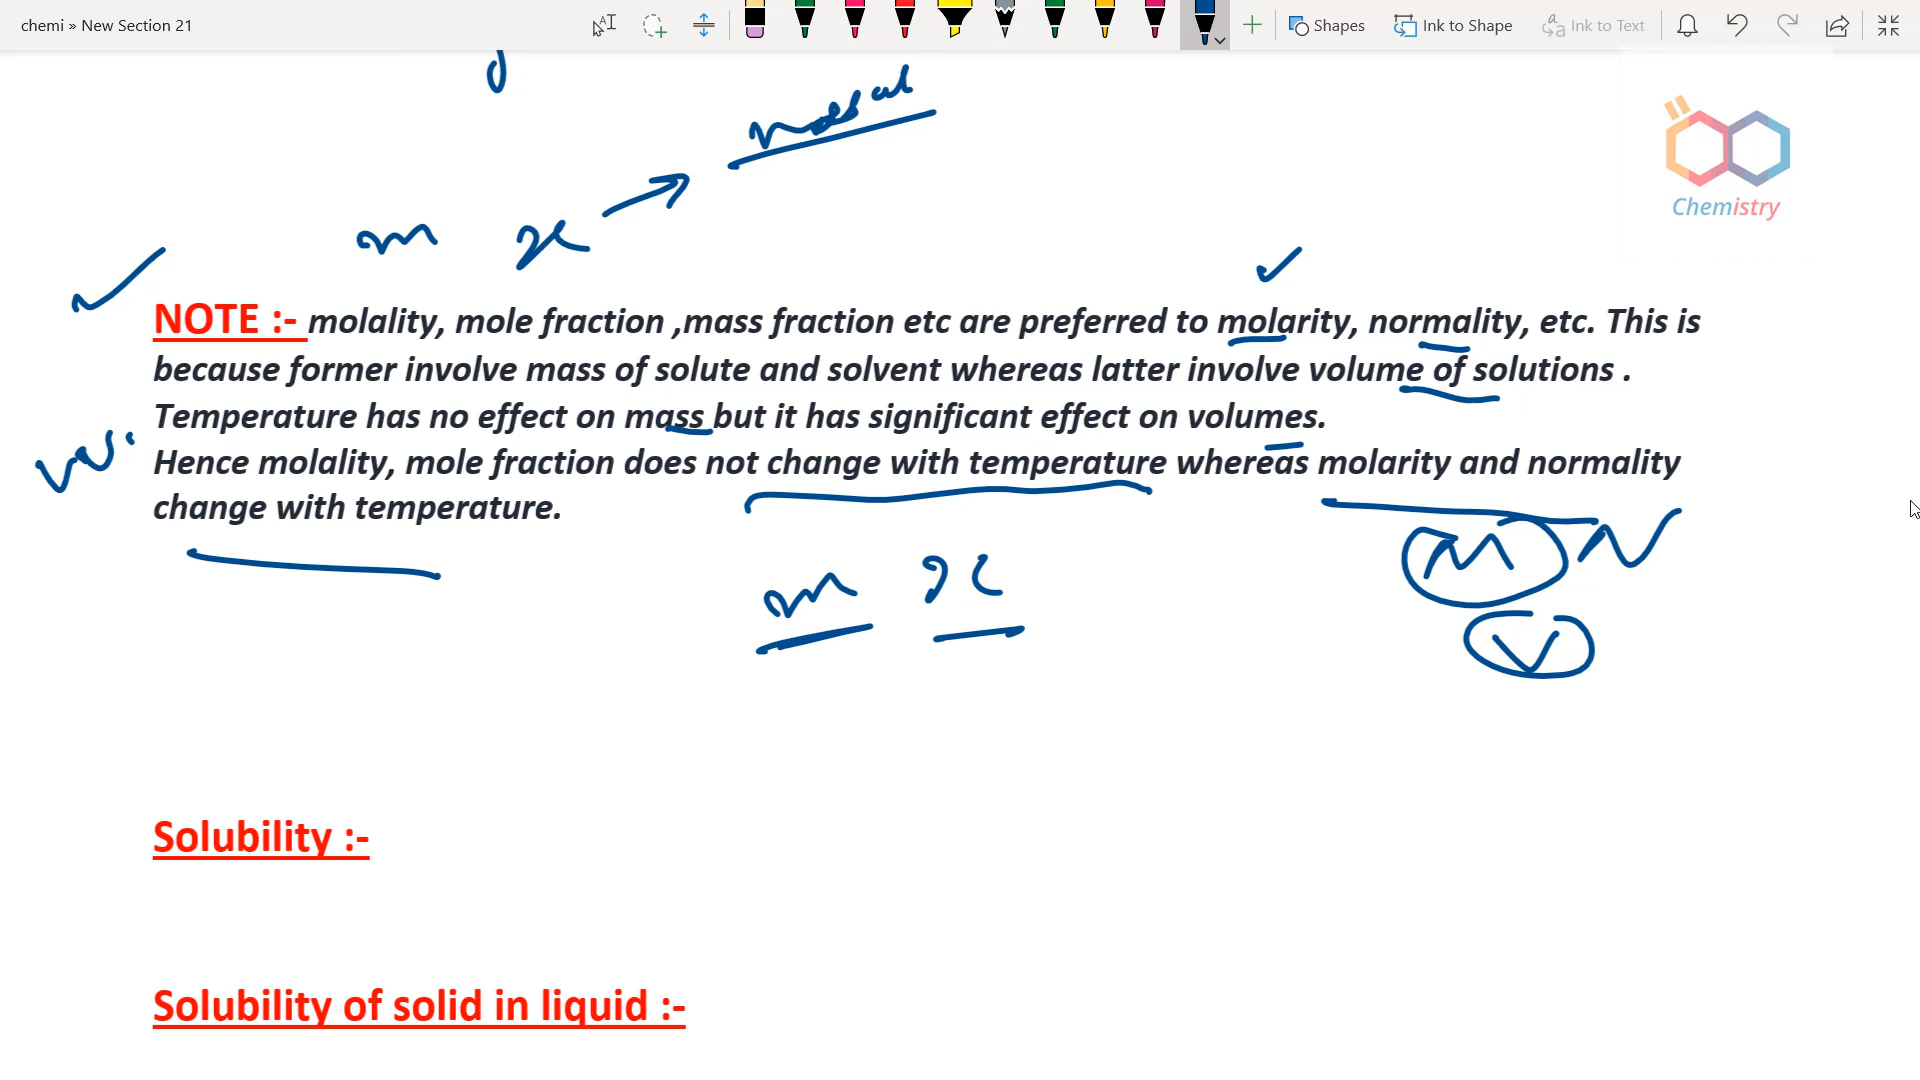 chemi » New Section 21
Shapes
Ink to Shape
Ink to Text
m x
Chemistry
NOTE :- molality, mole fraction ,mass fraction etc are preferred to molarity, normality, etc. This is
because former involve mass of solute and solvent whereas latter involve volume of solutions .
Temperature has no effect on mass but it has significant effect on volumes.
Hence molality, mole fraction does not change with temperature whereas molarity and normality
change with temperature.
M N
m x
V
Solubility :-
Solubility of solid in liquid :-